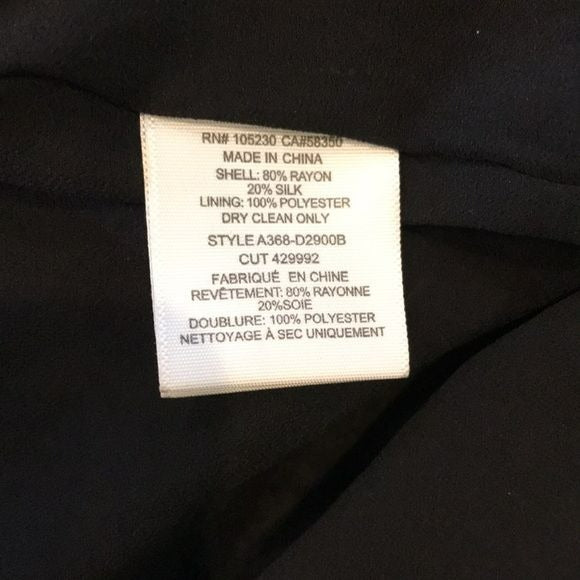 RN# 105230 CA#58350
MADE IN CHINA
SHELL: 80% RAYON
20% SILK
LINING: 100% POLYESTER
DRY CLEAN ONLY
STYLE A368-D2900B
CUT 429992
FABRIQUÉ EN CHINE
REVÊTEMENT: 80% RAYONNE
20%SOIE
DOUBLURE: 100% POLYESTER
NETTOYAGE À SEC UNIQUEMENT